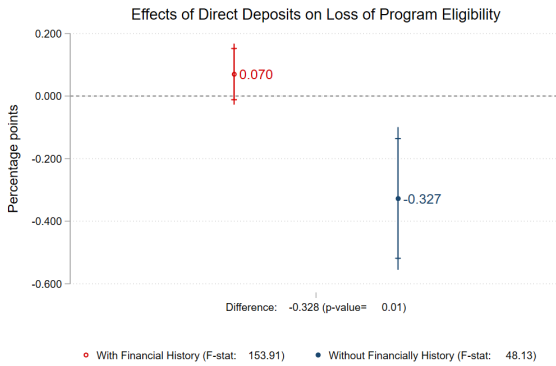 Effects of Direct Deposits on Loss of Program Eligibility
Percentage points
0.200
0.000
-0.200
-0.400
-0.600
0.070
-0.327
Difference: -0.328 (p-value= 0.01)
With Financial History (F-stat: 153.91)
Without Financially History (F-stat: 48.13)